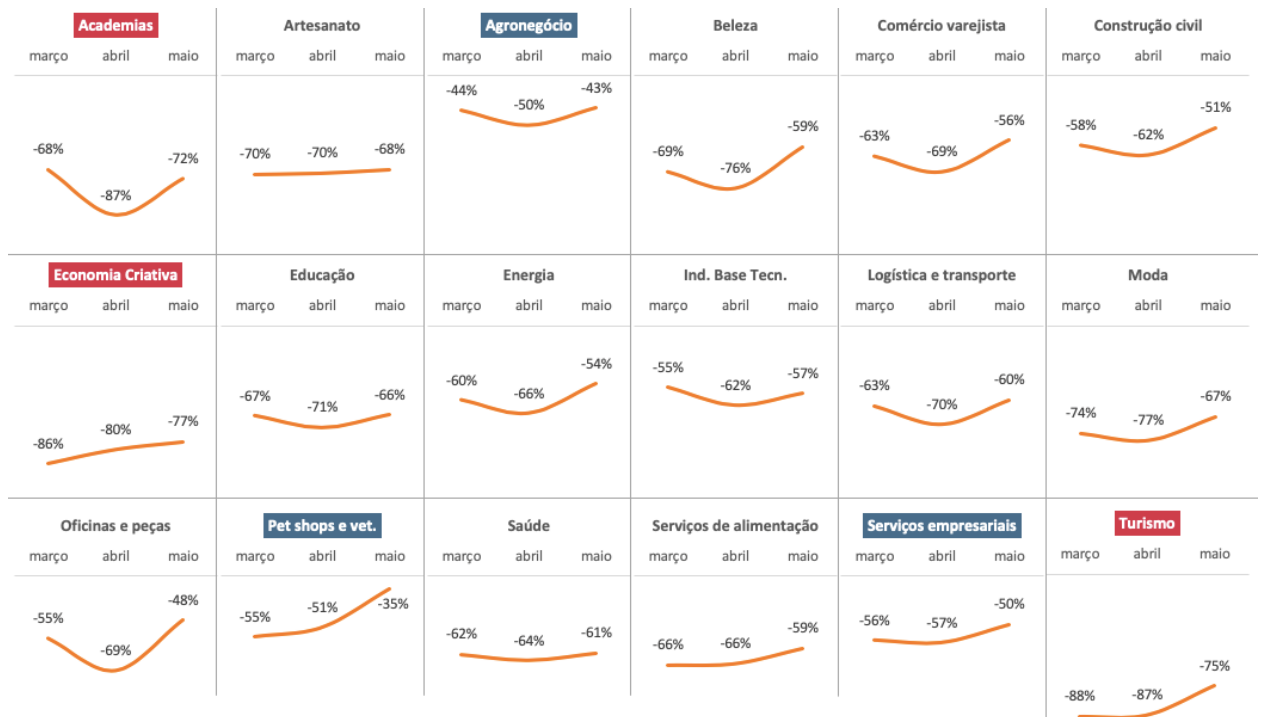 Academias
março abril maio
-68% -87% -72%
Artesanato
março abril maio
-70% -70% -68%
Agronegócio
março abril maio
-44% -50% -43%
Beleza
março abril maio
-69% -76% -59%
Comércio varejista
março abril maio
-63% -69% -56%
Construção civil
março abril maio
-58% -62% -51%
Economia Criativa
março abril maio
-86% -80% -77%
Educação
março abril maio
-67% -71% -66%
Energia
março abril maio
-60% -66% -54%
Ind. Base Tecn.
março abril maio
-55% -62% -57%
Logística e transporte
março abril maio
-63% -70% -60%
Moda
março abril maio
-74% -77% -67%
Oficinas e peças
março abril maio
-55% -69% -48%
Pet shops e vet.
março abril maio
-55% -51% -35%
Saúde
março abril maio
-62% -64% -61%
Serviços de alimentação
março abril maio
-66% -66% -59%
Serviços empresariais
março abril maio
-56% -57% -50%
Turismo
março abril maio
-88% -87% -75%